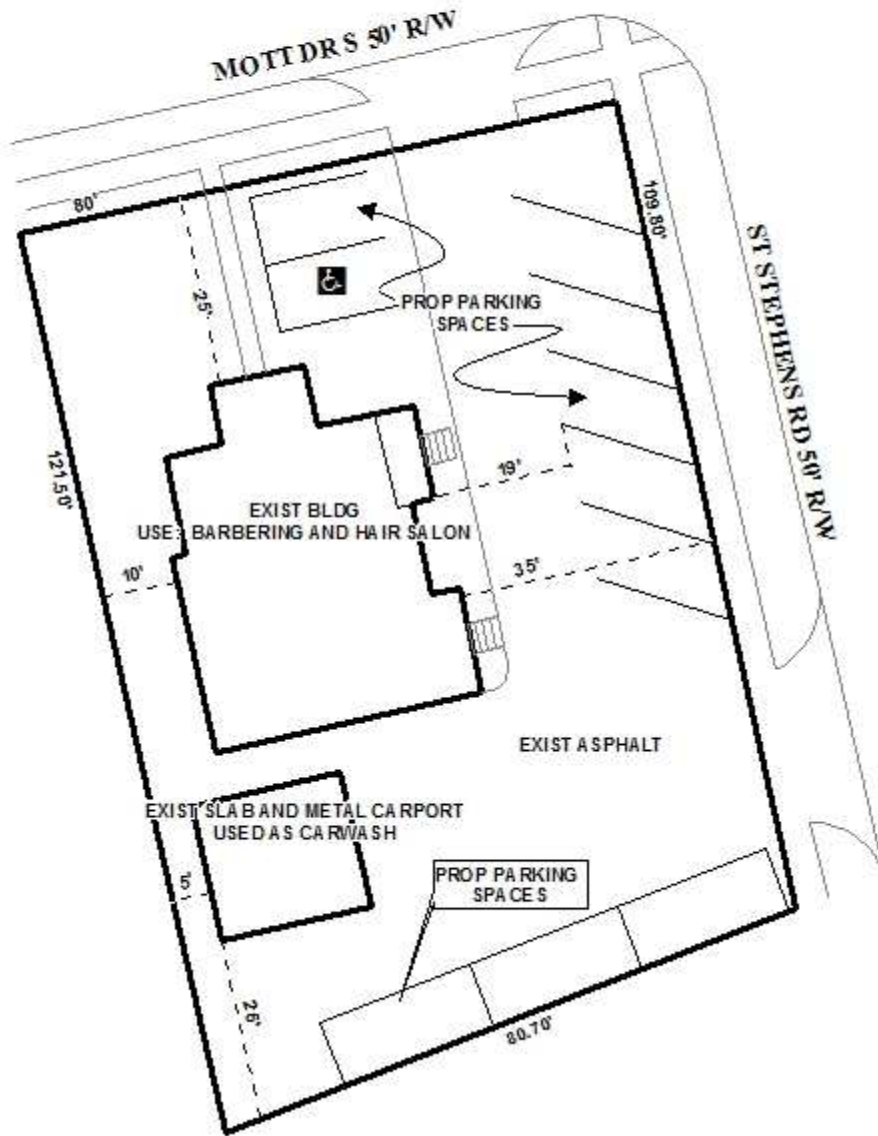 MOTT DR S 50' R/W
80'
109.80'
25'
ST STEPHENS RD 50' R/W
PROP PARKING
SPACES
121.50'
19'
EXIST BLDG
USE: BARBERING AND HAIR SALON
10'
35'
EXIST ASPHALT
EXIST SLAB AND METAL CARPORT
USED AS CARWASH
5'
PROP PARKING
SPACES
26'
80.70'